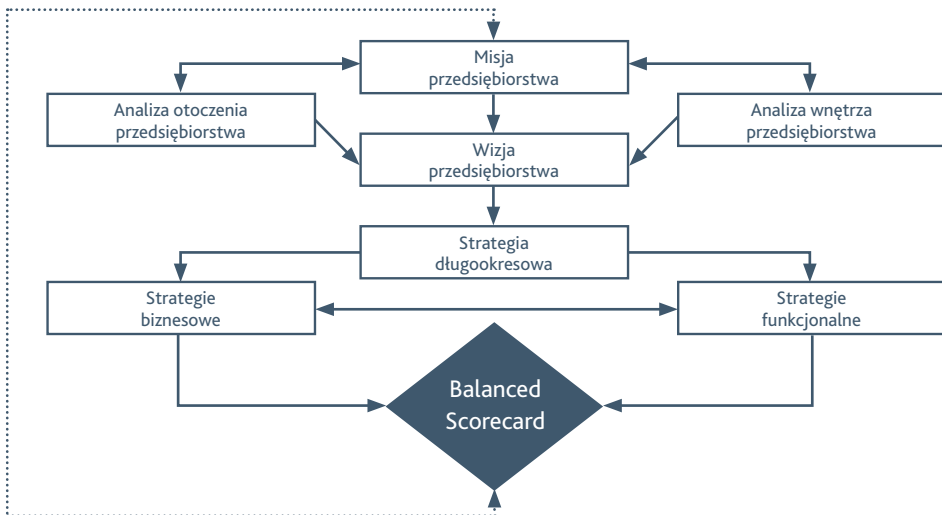 Misja
przedsiębiorstwa
Analiza otoczenia
przedsiębiorstwa
Analiza wnętrza
przedsiębiorstwa
Wizja
przedsiębiorstwa
Strategia
długookresowa
Strategie
biznesowe
Strategie
funkcjonalne
Balanced
Scorecard